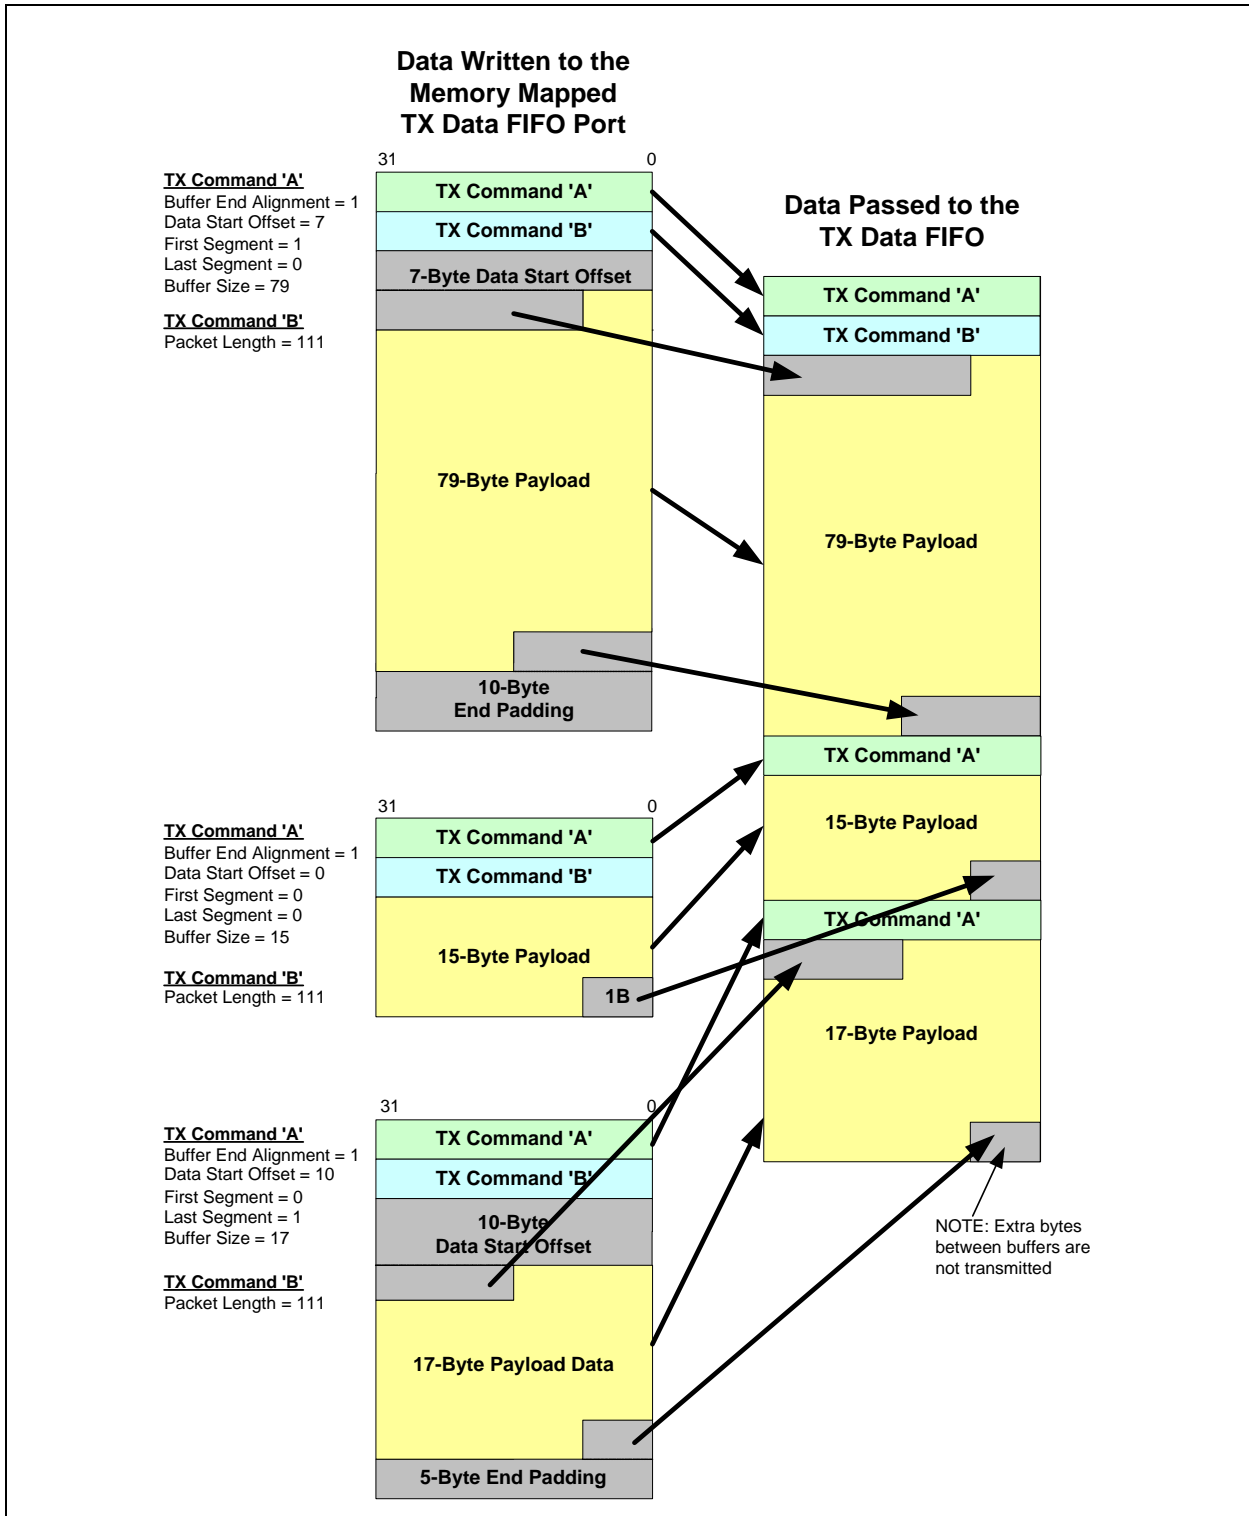 Data Written to the
Memory Mapped
TX Data FIFO Port
31
0
TX Command 'A'
Buffer End Alignment = 1
Data Start Offset = 7
First Segment = 1
Last Segment = 0
Buffer Size = 79
TX Command 'B'
Packet Length = 111
TX Command 'A'
TX Command 'B'
7-Byte Data Start Offset
79-Byte Payload
10-Byte
End Padding
Data Passed to the
TX Data FIFO
TX Command 'A'
TX Command 'B'
79-Byte Payload
TX Command 'A'
15-Byte Payload
TX Command 'A'
17-Byte Payload
NOTE: Extra bytes
between buffers are
not transmitted
31
0
TX Command 'A'
Buffer End Alignment = 1
Data Start Offset = 0
First Segment = 0
Last Segment = 0
Buffer Size = 15
TX Command 'B'
Packet Length = 111
TX Command 'A'
TX Command 'B'
15-Byte Payload
1B
31
0
TX Command 'A'
Buffer End Alignment = 1
Data Start Offset = 10
First Segment = 0
Last Segment = 1
Buffer Size = 17
TX Command 'B'
Packet Length = 111
TX Command 'A'
TX Command 'B'
10-Byte
Data Start Offset
17-Byte Payload Data
5-Byte End Padding